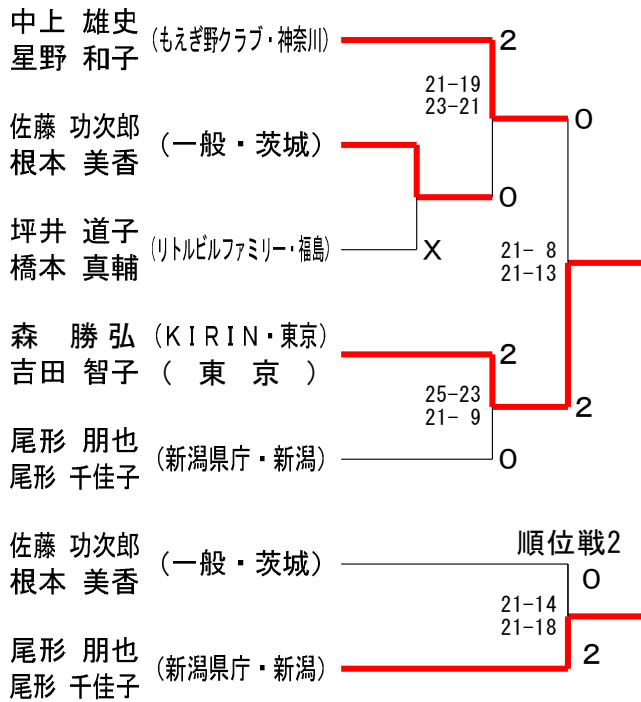 中上 雄史
星野 和子
(もえぎ野クラブ・神奈川)
2
21-19
23-21
0
佐藤 功次郎
根本 美香
(一般・茨城)
0
坪井 道子
橋本 真輔
(リトルビルファミリー・福島)
X
21- 8
21-13
森 勝弘
吉田 智子
(KIRIN・東京)
( 東 京 )
2
25-23
21- 9
2
尾形 朋也
尾形 千佳子
(新潟県庁・新潟)
0
佐藤 功次郎
根本 美香
(一般・茨城)
順位戦2
0
21-14
21-18
尾形 朋也
尾形 千佳子
(新潟県庁・新潟)
2